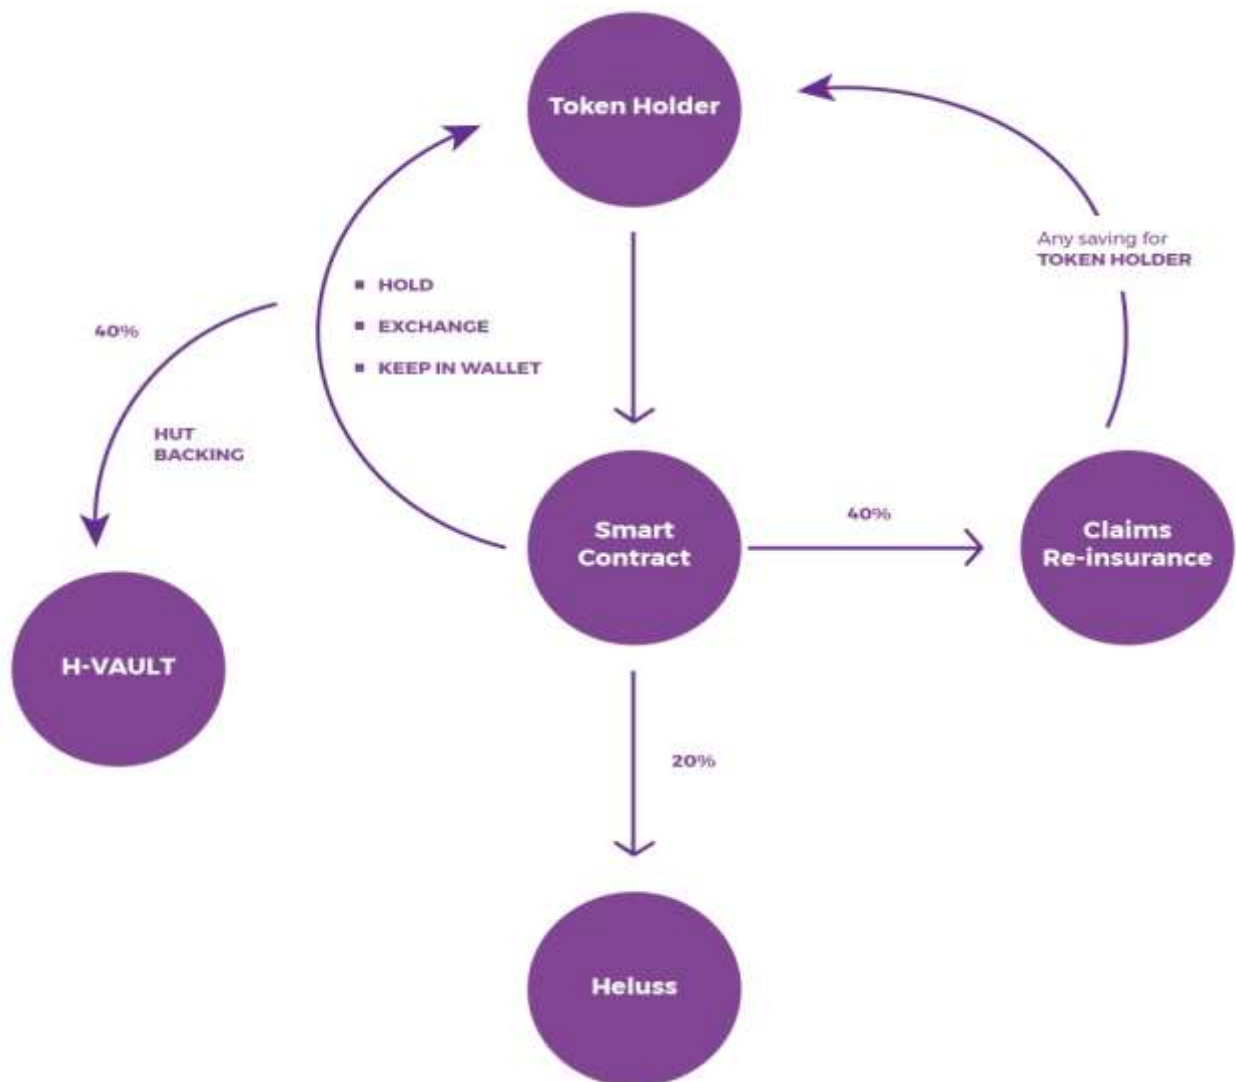 Token Holder
Any saving for
TOKEN HOLDER
HOLD
EXCHANGE
KEEP IN WALLET
40%
HUT
BACKING
40%
Smart
Contract
Claims
Re-insurance
H-VAULT
20%
Heluss